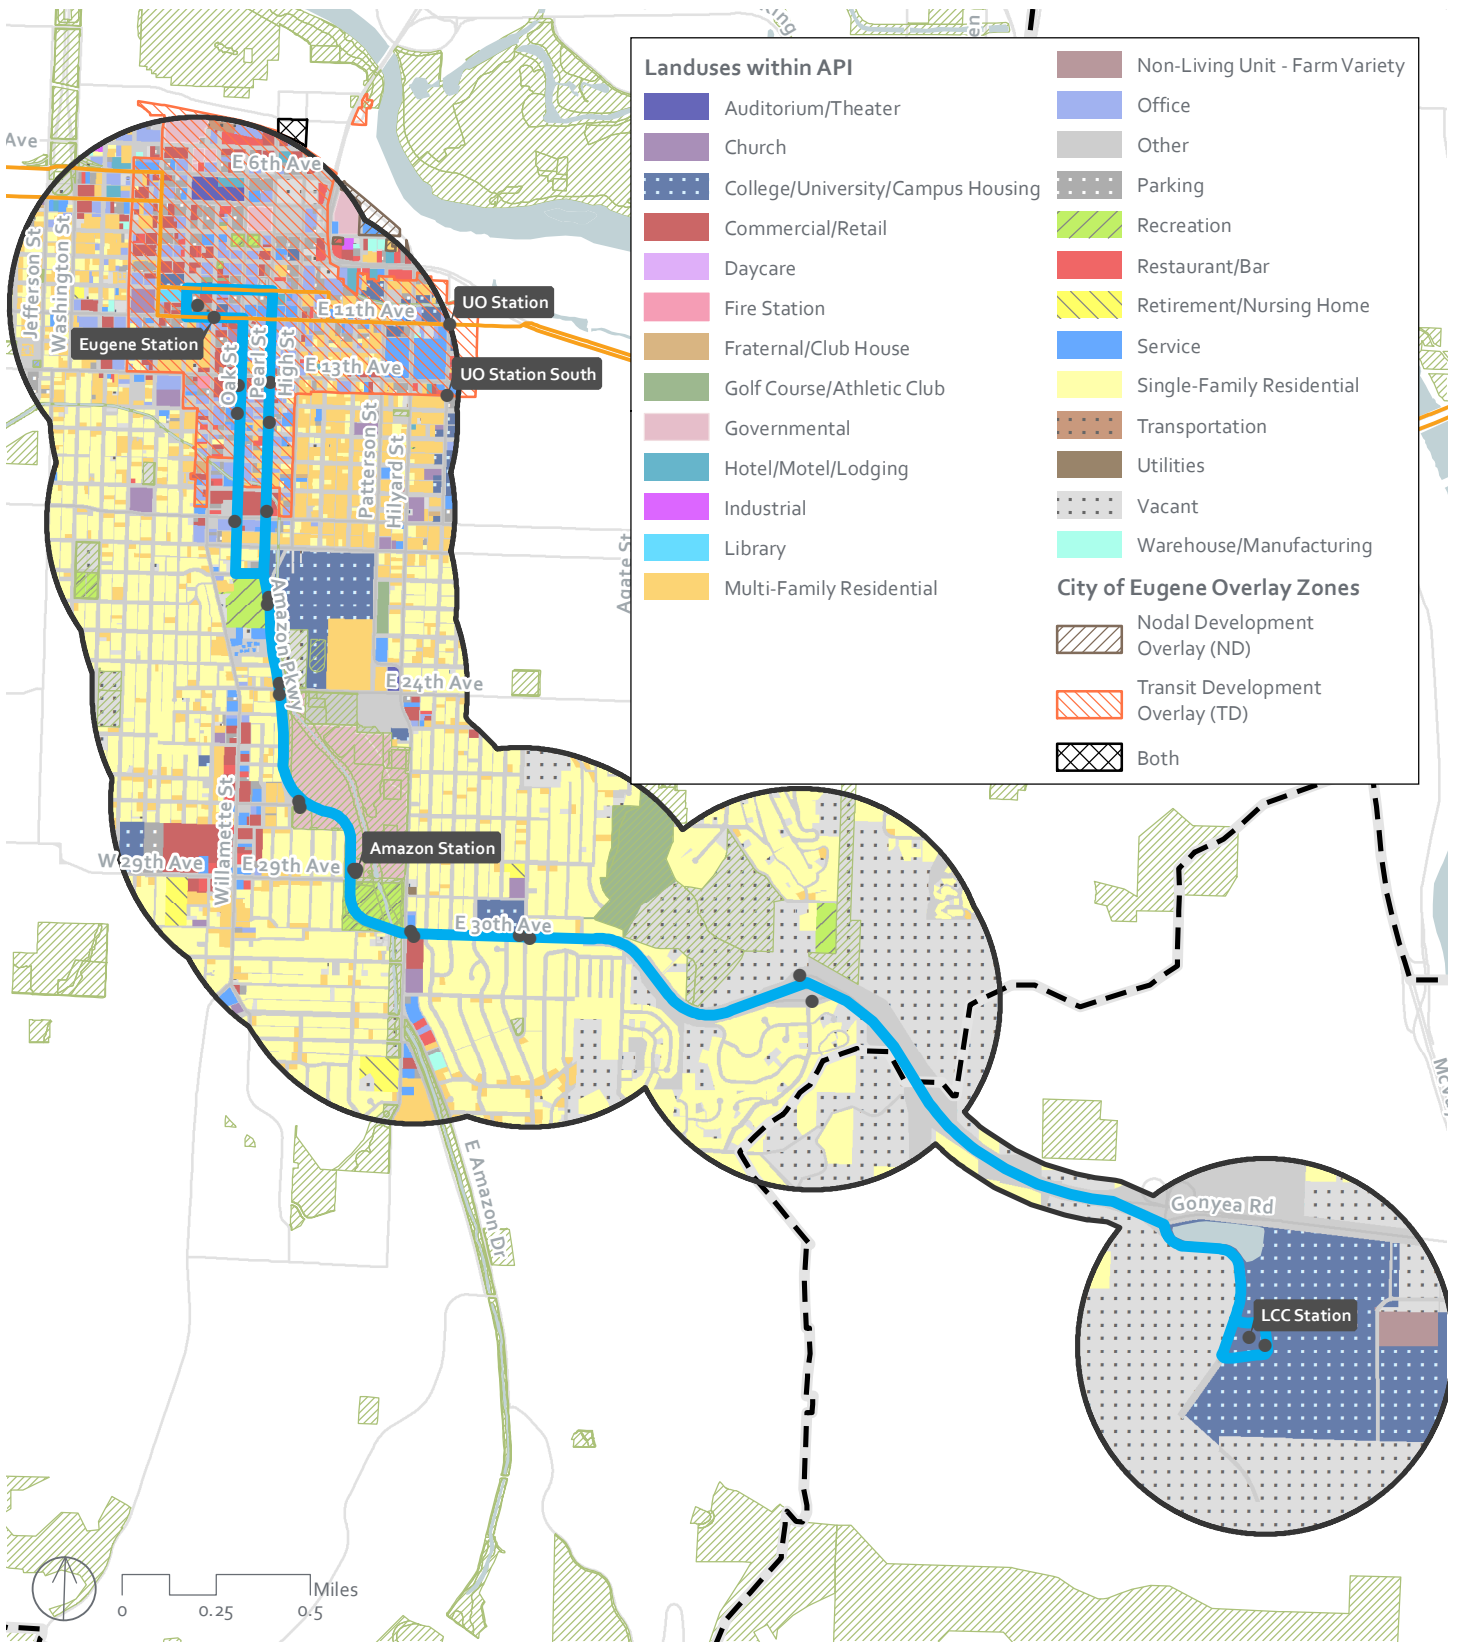 Landuses within API
Auditorium/Theater
Church
College/University/Campus Housing
Commercial/Retail
Daycare
Fire Station
Fraternal/Club House
Golf Course/Athletic Club
Governmental
Hotel/Motel/Lodging
Industrial
Library
Multi-Family Residential
Non-Living Unit - Farm Variety
Office
Other
Parking
Recreation
Restaurant/Bar
Retirement/Nursing Home
Service
Single-Family Residential
Transportation
Utilities
Vacant
Warehouse/Manufacturing
City of Eugene Overlay Zones
Nodal Development
Overlay (ND)
Transit Development
Overlay (TD)
Both
Ave
E 6th Ave
Jefferson St
Washington St
UO Station
E 11th Ave
Eugene Station
E 13th Ave
UO Station South
Oak St
Pearl St
High St
Patterson St
Hilyard St
Agate St
Amazon Pkwy
E 24th Ave
Willamette St
Amazon Station
W 29th Ave
E 29th Ave
E 30th Ave
E Amazon Dr
Gonyea Rd
LCC Station
Miles
0
0.25
0.5